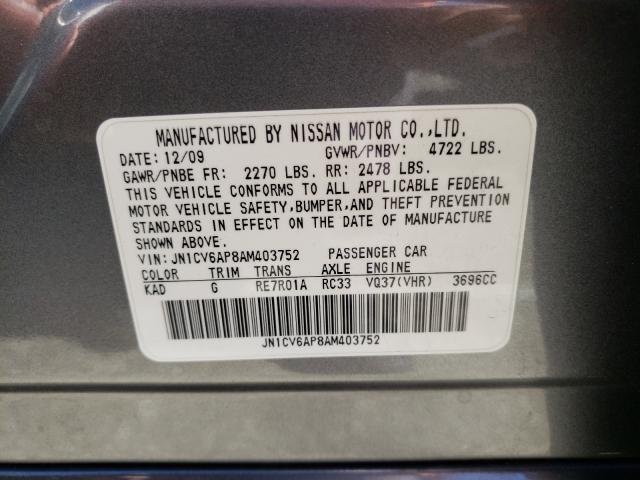 MANUFACTURED BY NISSAN MOTOR CO.,LTD.
DATE: 12/09 GVWR/PNBV: 4722 LBS.
GAWR/PNBE FR: 2270 LBS. RR: 2478 LBS.
THIS VEHICLE CONFORMS TO ALL APPLICABLE FEDERAL
MOTOR VEHICLE SAFETY,BUMPER,AND THEFT PREVENTION
STANDARDS IN EFFECT ON THE DATE OF MANUFACTURE
SHOWN ABOVE.
VIN: JN1CV6AP8AM403752 PASSENGER CAR
COLOR TRIM TRANS AXLE ENGINE
KAD G RE7R01A RC33 VQ37(VHR) 3696CC
JN1CV6AP8AM403752